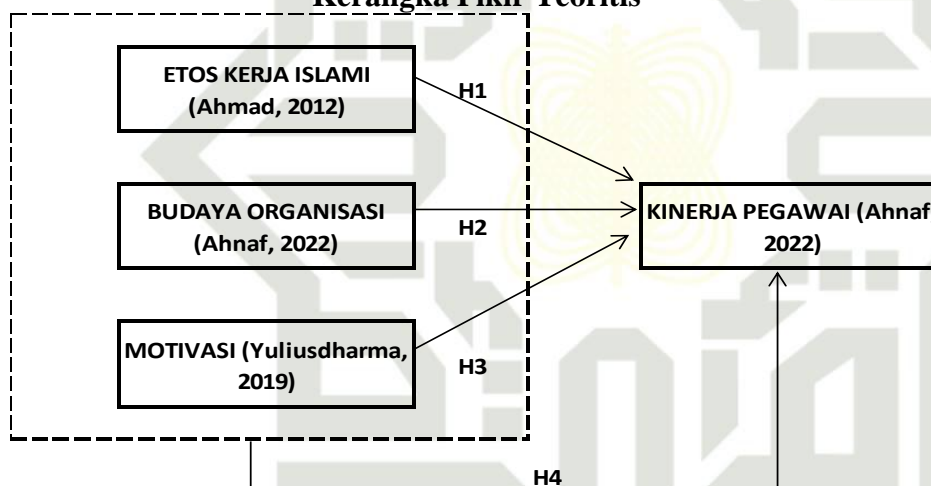 Kerangka Pikir Teoritis
ETOS KERJA ISLAMI
(Ahmad, 2012)
H1
BUDAYA ORGANISASI
(Ahnaf, 2022)
H2
KINERJA PEGAWAI (Ahnaf
2022)
MOTIVASI (Yuliusdharma,
2019)
H3
H4